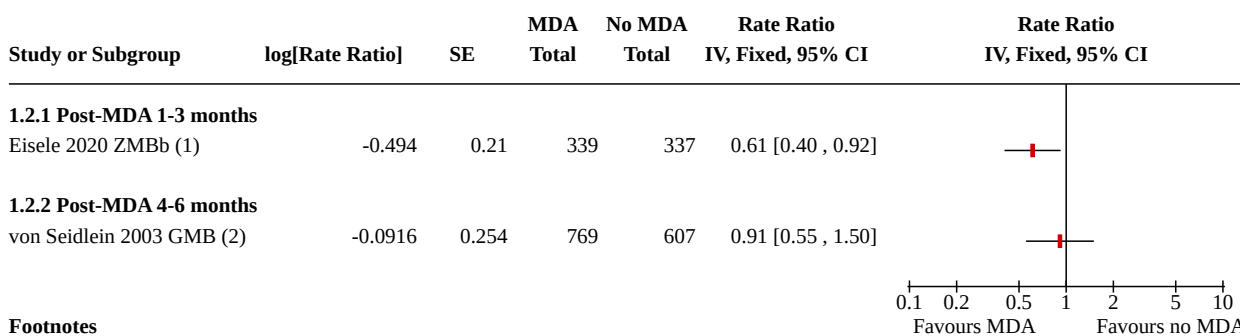 MDA No MDA Rate Ratio Rate Ratio
Study or Subgroup log[Rate Ratio] SE Total Total IV, Fixed, 95% CI IV, Fixed, 95% CI
1.2.1 Post-MDA 1-3 months
Eisele 2020 ZMBb (1) -0.494 0.21 339 337 0.61 [0.40 , 0.92]
1.2.2 Post-MDA 4-6 months
von Seidlein 2003 GMB (2) -0.0916 0.254 769 607 0.91 [0.55 , 1.50]
0.1 0.2 0.5 1 2 5 10
Footnotes Favours MDA Favours no MDA